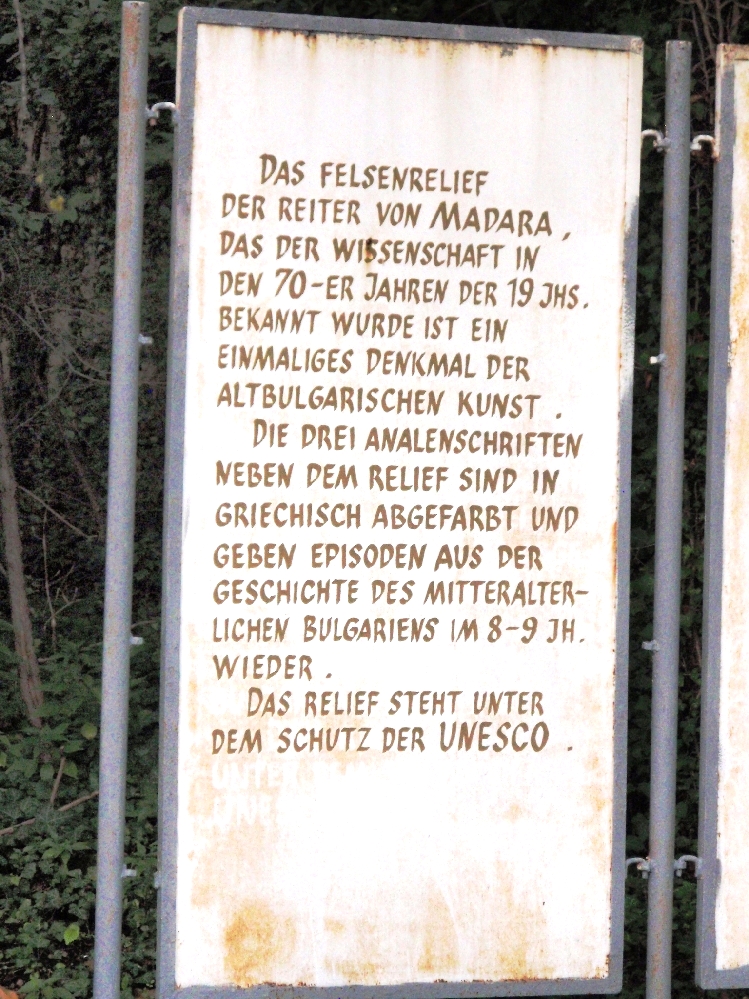 DAS FELSENRELIEF
DER REITER VON MADARA,
DAS DER WISSENSCHAFT IN
DEN 70-ER JAHREN DER 19 JHS.
BEKANNT WURDE IST EIN
EINMALIGES DENKMAL DER
ALTBULGARISCHEN KUNST.
DIE DREI ANALENSCHRIFTEN
NEBEN DEM RELIEF SIND IN
GRIECHISCH ABGEFARBT UND
GEBEN EPISODEN AUS DER
GESCHICHTE DES MITTERALTER-
LICHEN BULGARIENS IM 8-9 JH.
WIEDER.
DAS RELIEF STEHT UNTER
DEM SCHUTZ DER UNESCO.
UNTER